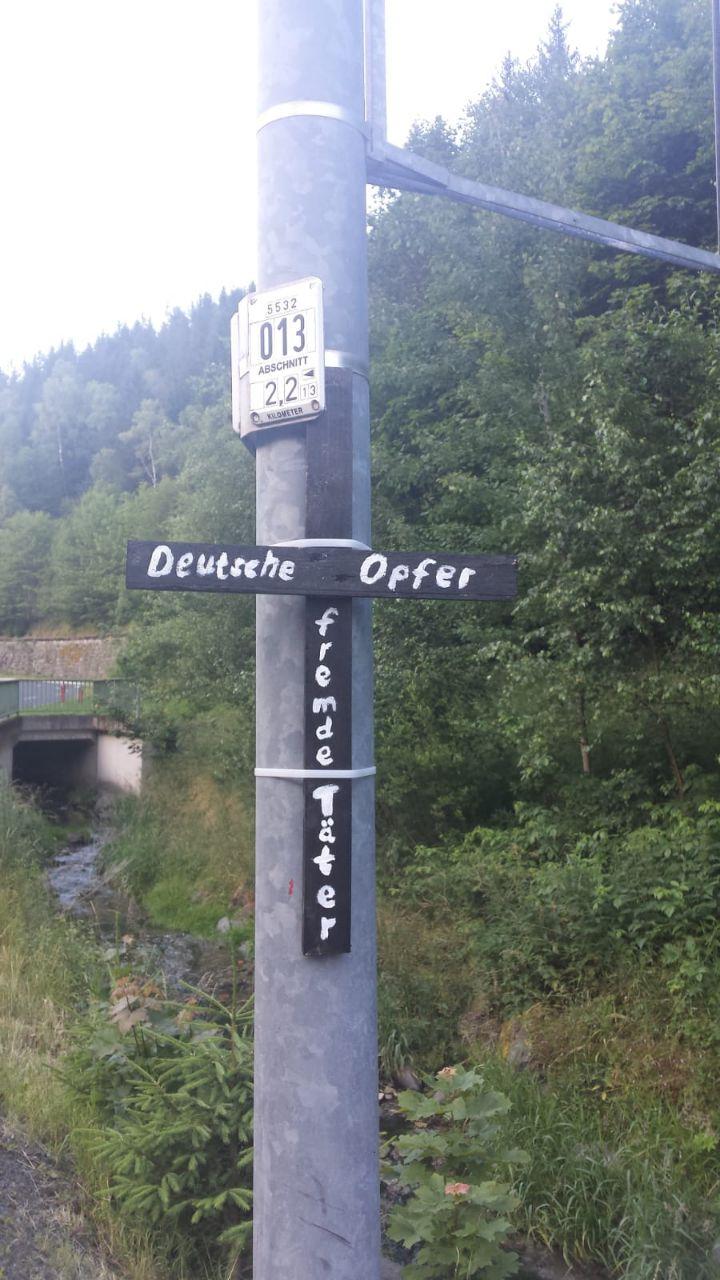 5532
013
ABSCHNITT
2,2 13
KILOMETER
Deutsche Opfer
fremde Täter